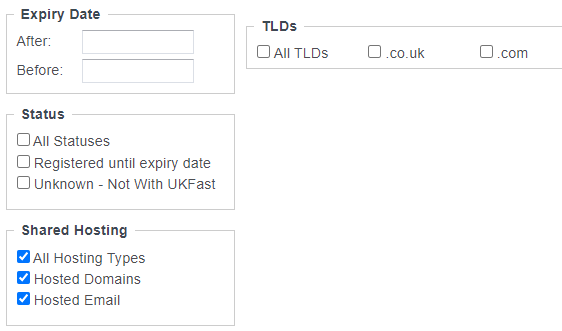 Expiry Date
After:
Before:
TLDs
All TLDs .co.uk .com
Status
All Statuses
Registered until expiry date
Unknown - Not With UKFast
Shared Hosting
All Hosting Types
Hosted Domains
Hosted Email